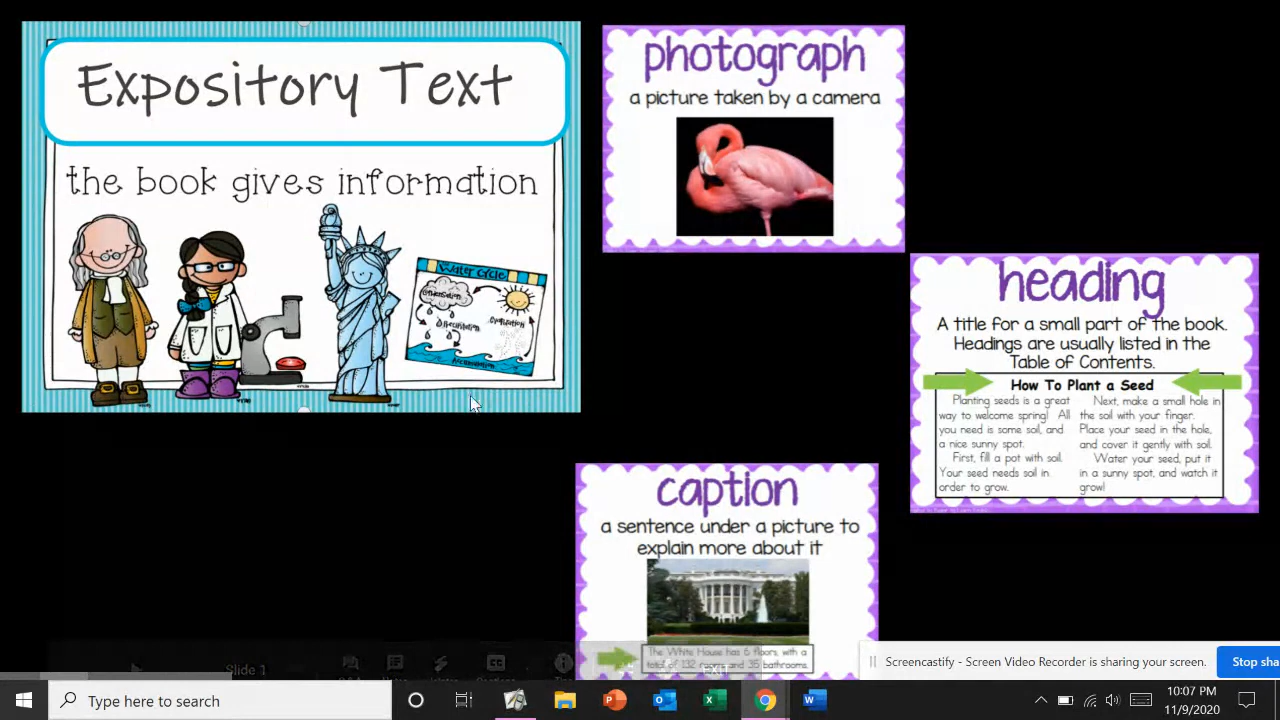 Expository Text
the book gives information
Water Cycle
Condensation
Precipitation
Evaporation
Accumulation
photograph
a picture taken by a camera
heading
A title for a small part of the book.
Headings are usually listed in the
Table of Contents.
How To Plant a Seed
Planting seeds is a great
way to welcome spring! All
you need is some soil, and
a nice sunny spot.
First, fill a pot with soil.
Your seed needs soil in
order to grow.
Next, make a small hole in
the soil with your finger.
Place your seed in the hole,
and cover it gently with soil.
Water your seed, put it
in a sunny spot, and watch it
grow!
caption
a sentence under a picture to
explain more about it
The White House has 6 floors, with a
total of 132 rooms and 35 bathrooms.
Slide 1
EXIT
Screencastify - Screen Video Recorder is sharing your screen.
Stop sha
Type here to search
10:07 PM
11/9/2020